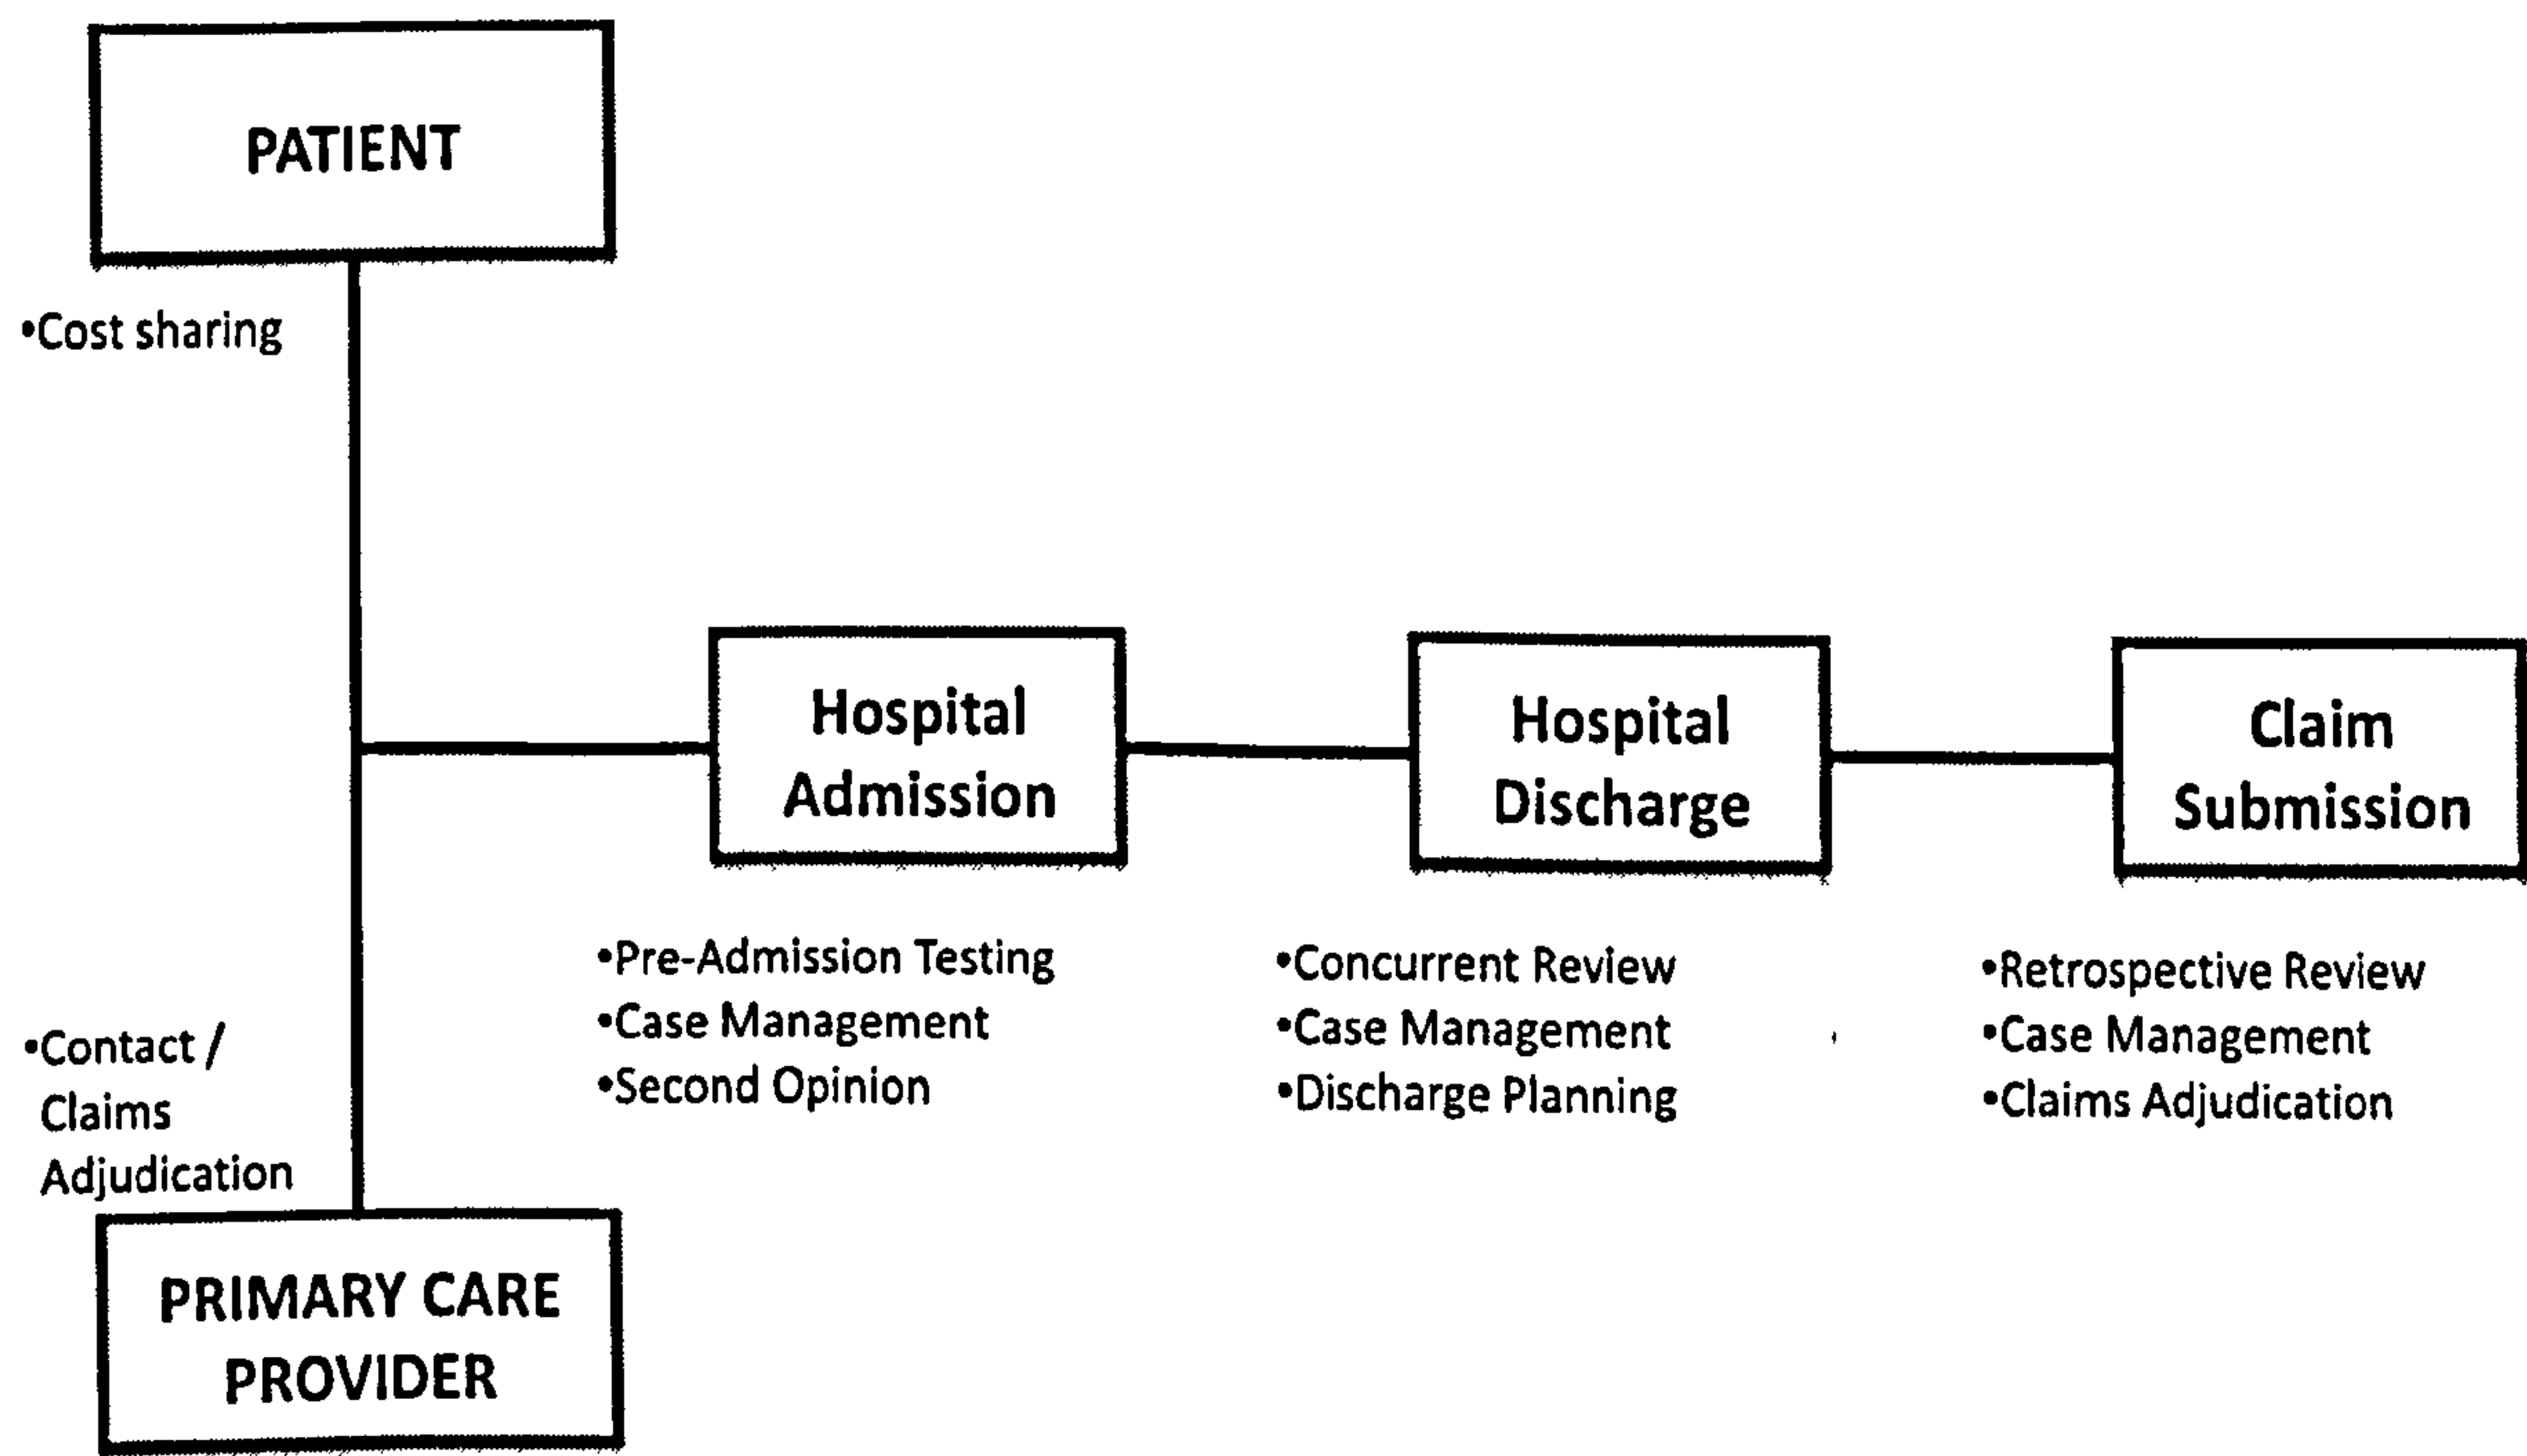 PATIENT
•Cost sharing
Hospital
Admission
Hospital
Discharge
Claim
Submission
•Pre-Admission Testing
•Case Management
•Second Opinion
•Concurrent Review
•Case Management
•Discharge Planning
•Retrospective Review
•Case Management
•Claims Adjudication
•Contact /
Claims
Adjudication
PRIMARY CARE
PROVIDER